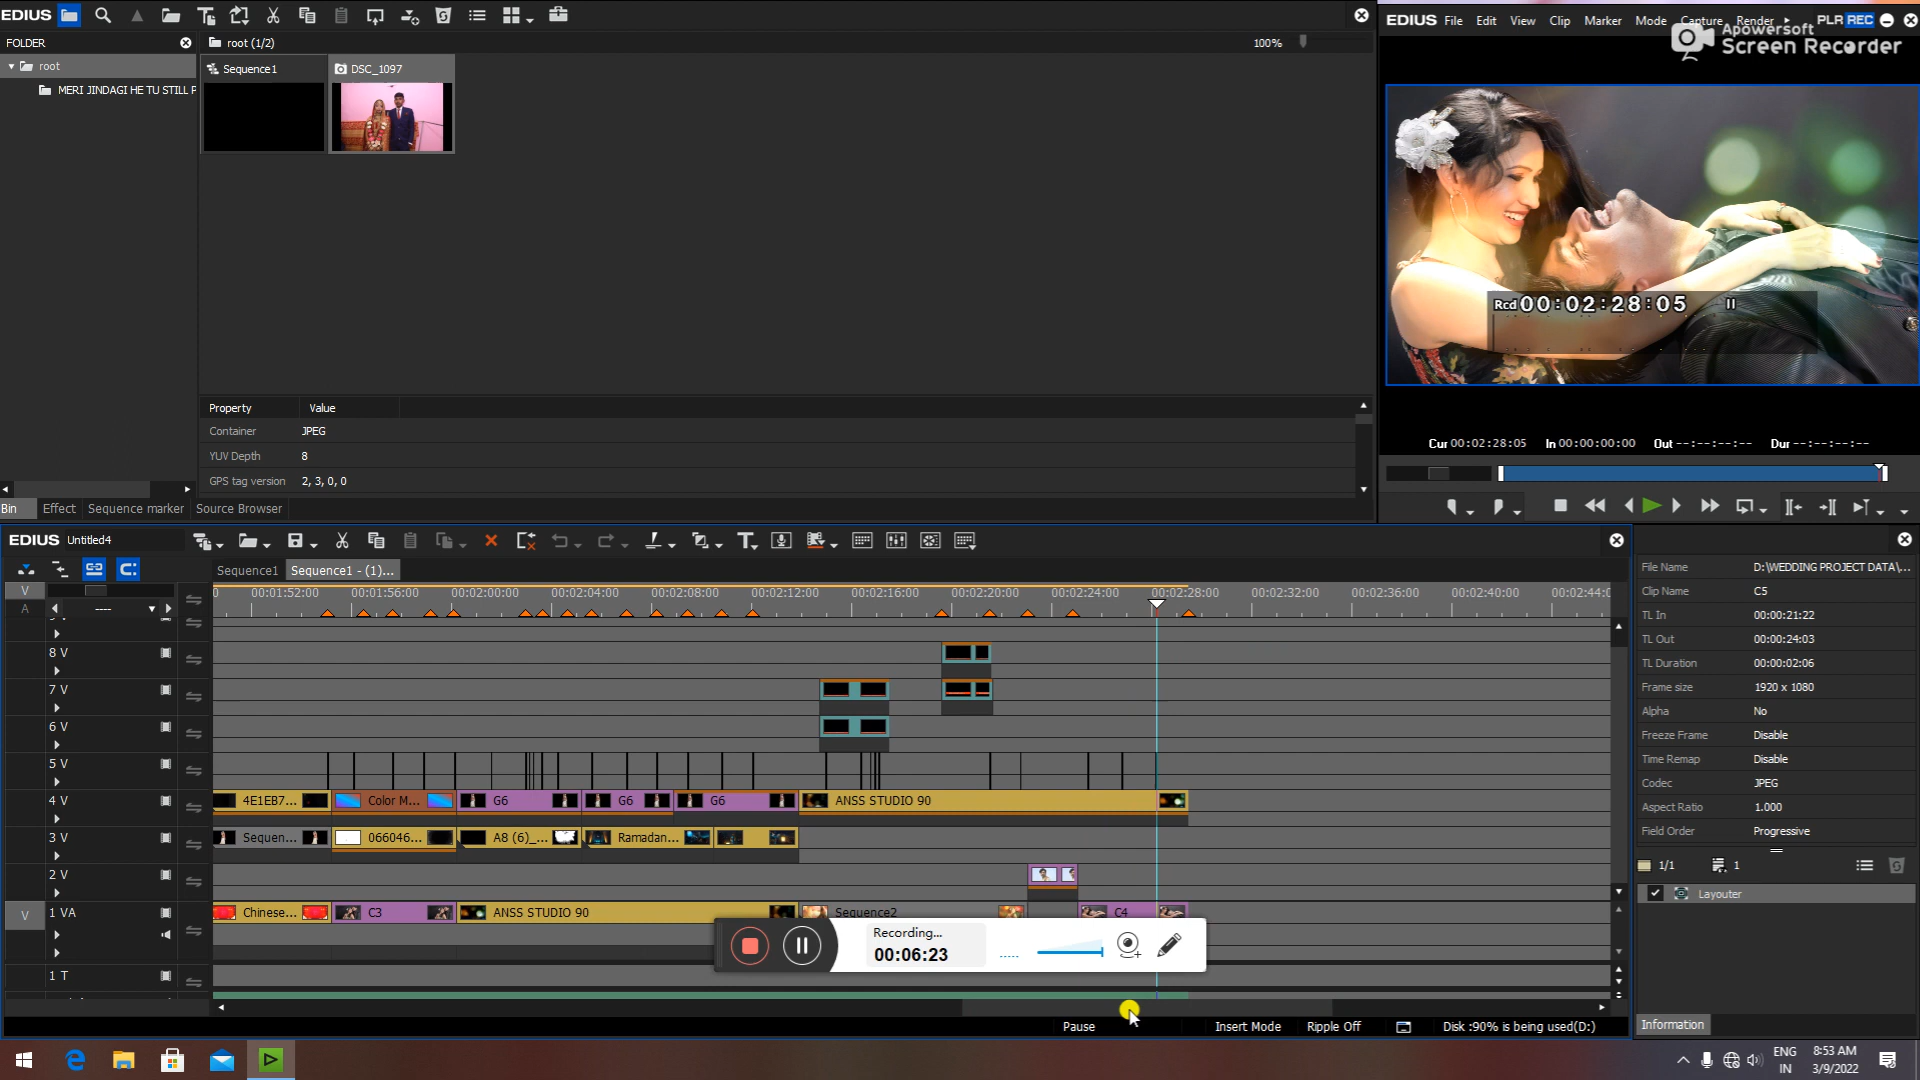 EDIUS
FOLDER
root (1/2)
100%
root
MERI JINDAGI HE TU STILL P
Sequence1
DSC_1097
Property
Value
Container
JPEG
YUV Depth
8
GPS tag version
2, 3, 0, 0
Bin
Effect
Sequence marker
Source Browser
EDIUS File Edit View Clip Marker Mode Capture Render
PLR REC
Apowersoft
Screen Recorder
Rcd 00:02:28:05
Cur 00:02:28:05 In 00:00:00:00 Out --:--:--:-- Dur --:--:--:--
EDIUS Untitled4
Sequence1
Sequence1 - (1)...
V
A
----
00:01:52:00 00:01:56:00 00:02:00:00 00:02:04:00 00:02:08:00 00:02:12:00 00:02:16:00 00:02:20:00 00:02:24:00 00:02:28:00 00:02:32:00 00:02:36:00 00:02:40:00
8 V
7 V
6 V
5 V
4 V
4E1EB7...
Color M...
G6
G6
G6
ANSS STUDIO 90
3 V
Sequen...
066046...
A8 (6)_...
Ramadan...
2 V
V
1 VA
Chinese...
C3
ANSS STUDIO 90
Sequence2
C4
1 T
Recording...
00:06:23
Pause
Insert Mode
Ripple Off
Disk :90% is being used(D:)
File Name D:\WEDDING PROJECT DATA\...
Clip Name C5
TL In 00:00:21:22
TL Out 00:00:24:03
TL Duration 00:00:02:06
Frame size 1920 x 1080
Alpha No
Freeze Frame Disable
Time Remap Disable
Codec JPEG
Aspect Ratio 1.000
Field Order Progressive
1/1
1
Layouter
Information
ENG
IN
8:53 AM
3/9/2022